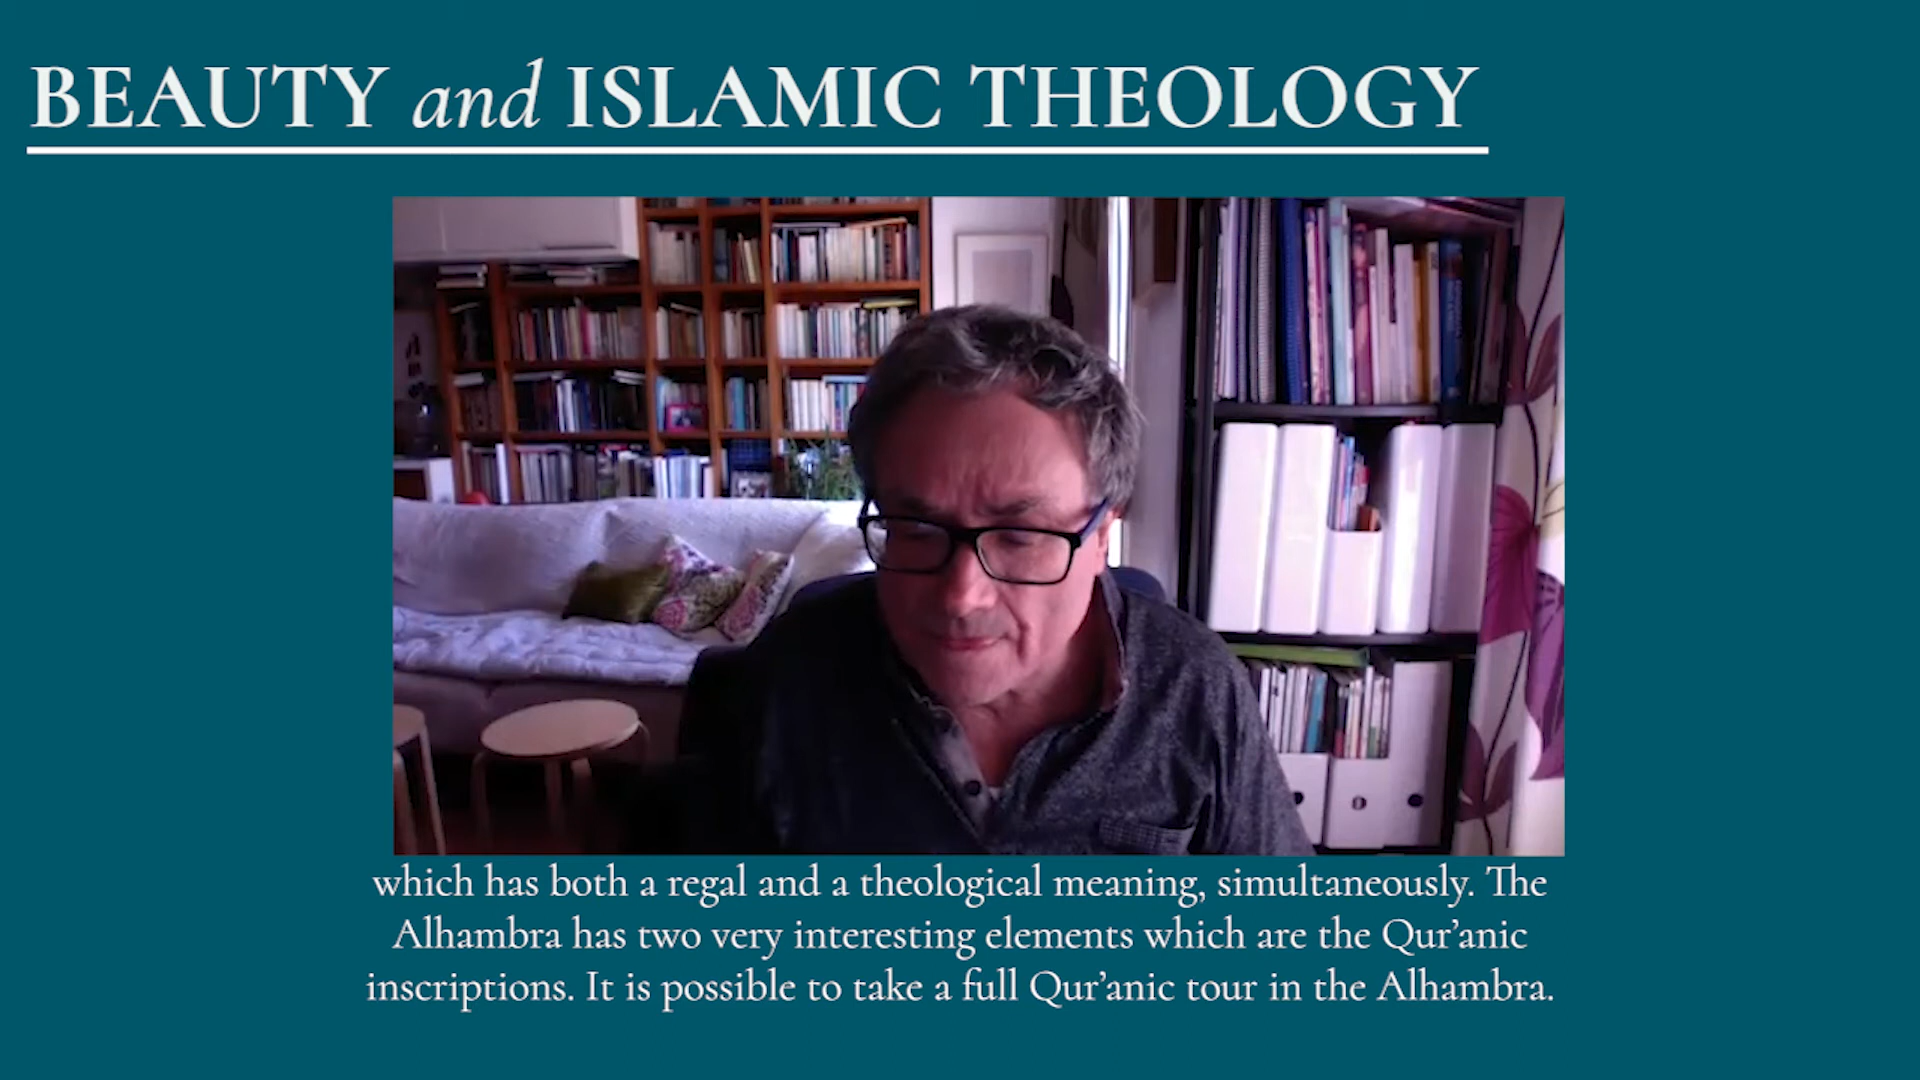 BEAUTY and ISLAMIC THEOLOGY
which has both a regal and a theological meaning, simultaneously. The
Alhambra has two very interesting elements which are the Qur’anic
inscriptions. It is possible to take a full Qur’anic tour in the Alhambra.